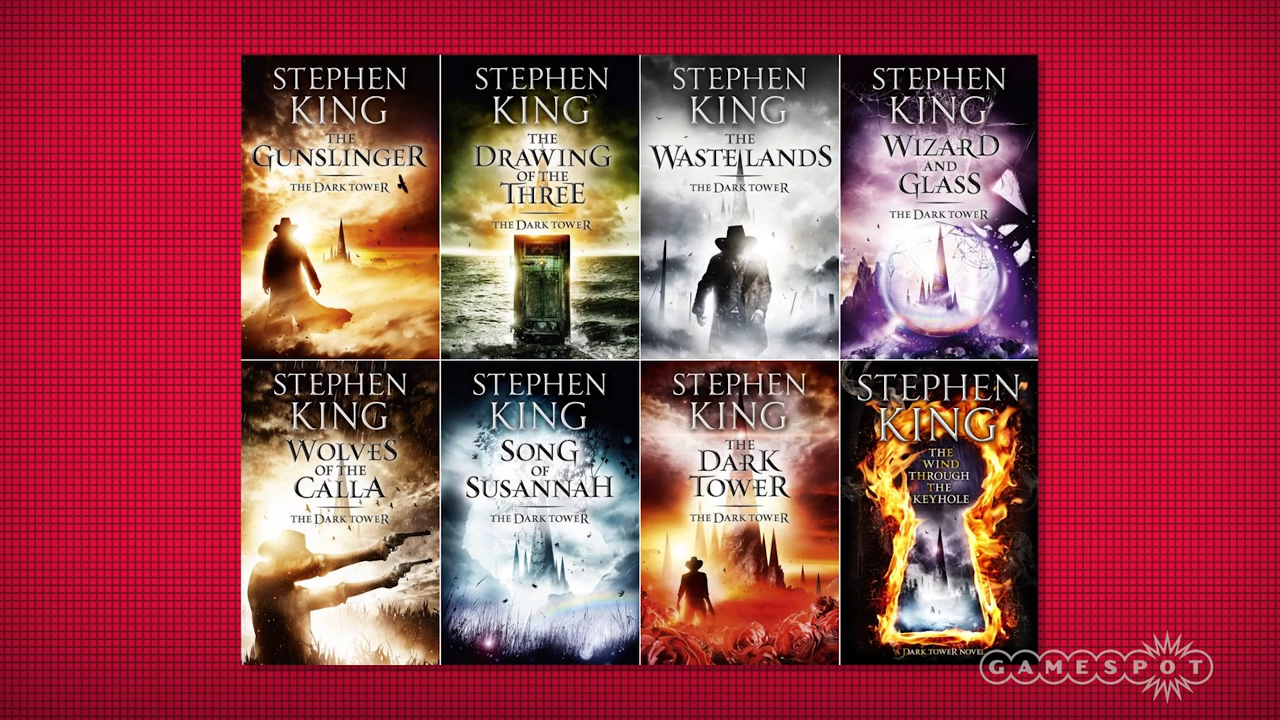 STEPHEN
KING
THE
GUNSLINGER
THE DARK TOWER
STEPHEN
KING
THE
DRAWING
OF THE
THREE
THE DARK TOWER
STEPHEN
KING
THE
WASTE LANDS
THE DARK TOWER
STEPHEN
KING
WIZARD
AND
GLASS
THE DARK TOWER
STEPHEN
KING
WOLVES
OF THE
CALLA
THE DARK TOWER
STEPHEN
KING
SONG
OF
SUSANNAH
THE DARK TOWER
STEPHEN
KING
THE
DARK
TOWER
THE DARK TOWER
STEPHEN
KING
THE
WIND
THROUGH
THE
KEYHOLE
A DARK TOWER NOVEL
GAMESPOT